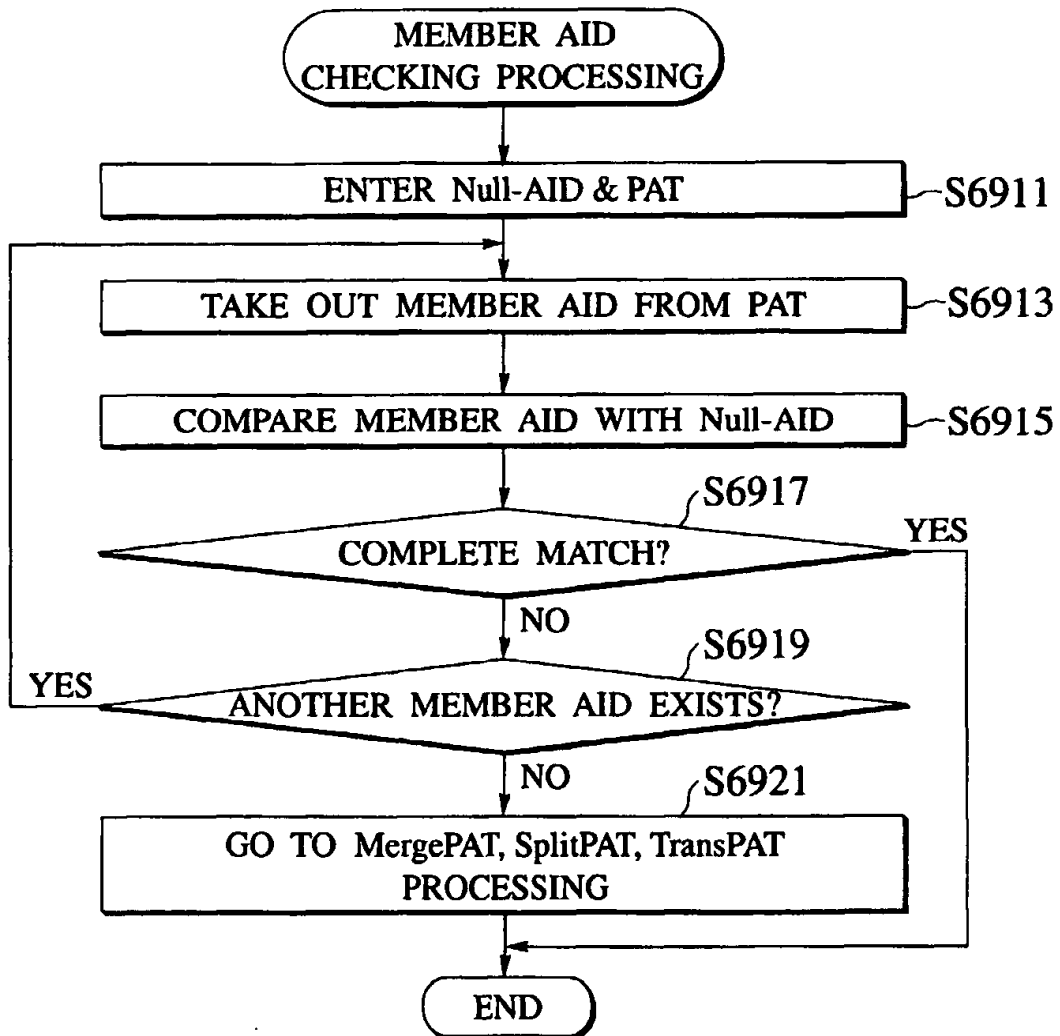 MEMBER AID
CHECKING PROCESSING
ENTER Null-AID & PAT
S6911
TAKE OUT MEMBER AID FROM PAT
S6913
COMPARE MEMBER AID WITH Null-AID
S6915
S6917
COMPLETE MATCH?
YES
NO
S6919
YES
ANOTHER MEMBER AID EXISTS?
NO
S6921
GO TO MergePAT, SplitPAT, TransPAT
PROCESSING
END